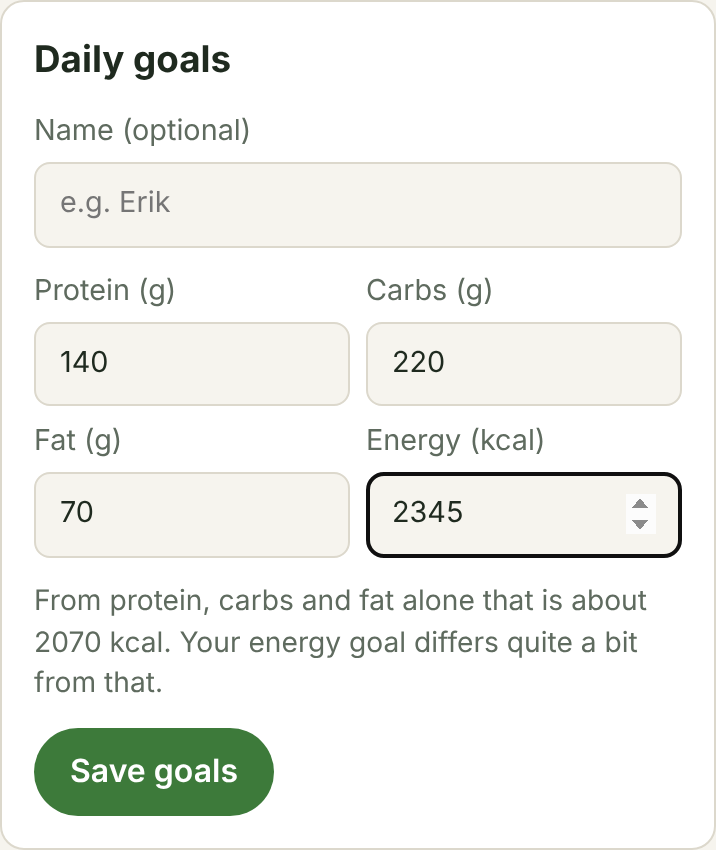 Daily goals
Name (optional)
e.g. Erik
Protein (g)
Carbs (g)
140
220
Fat (g)
Energy (kcal)
70
2345
From protein, carbs and fat alone that is about
2070 kcal. Your energy goal differs quite a bit
from that.
Save goals